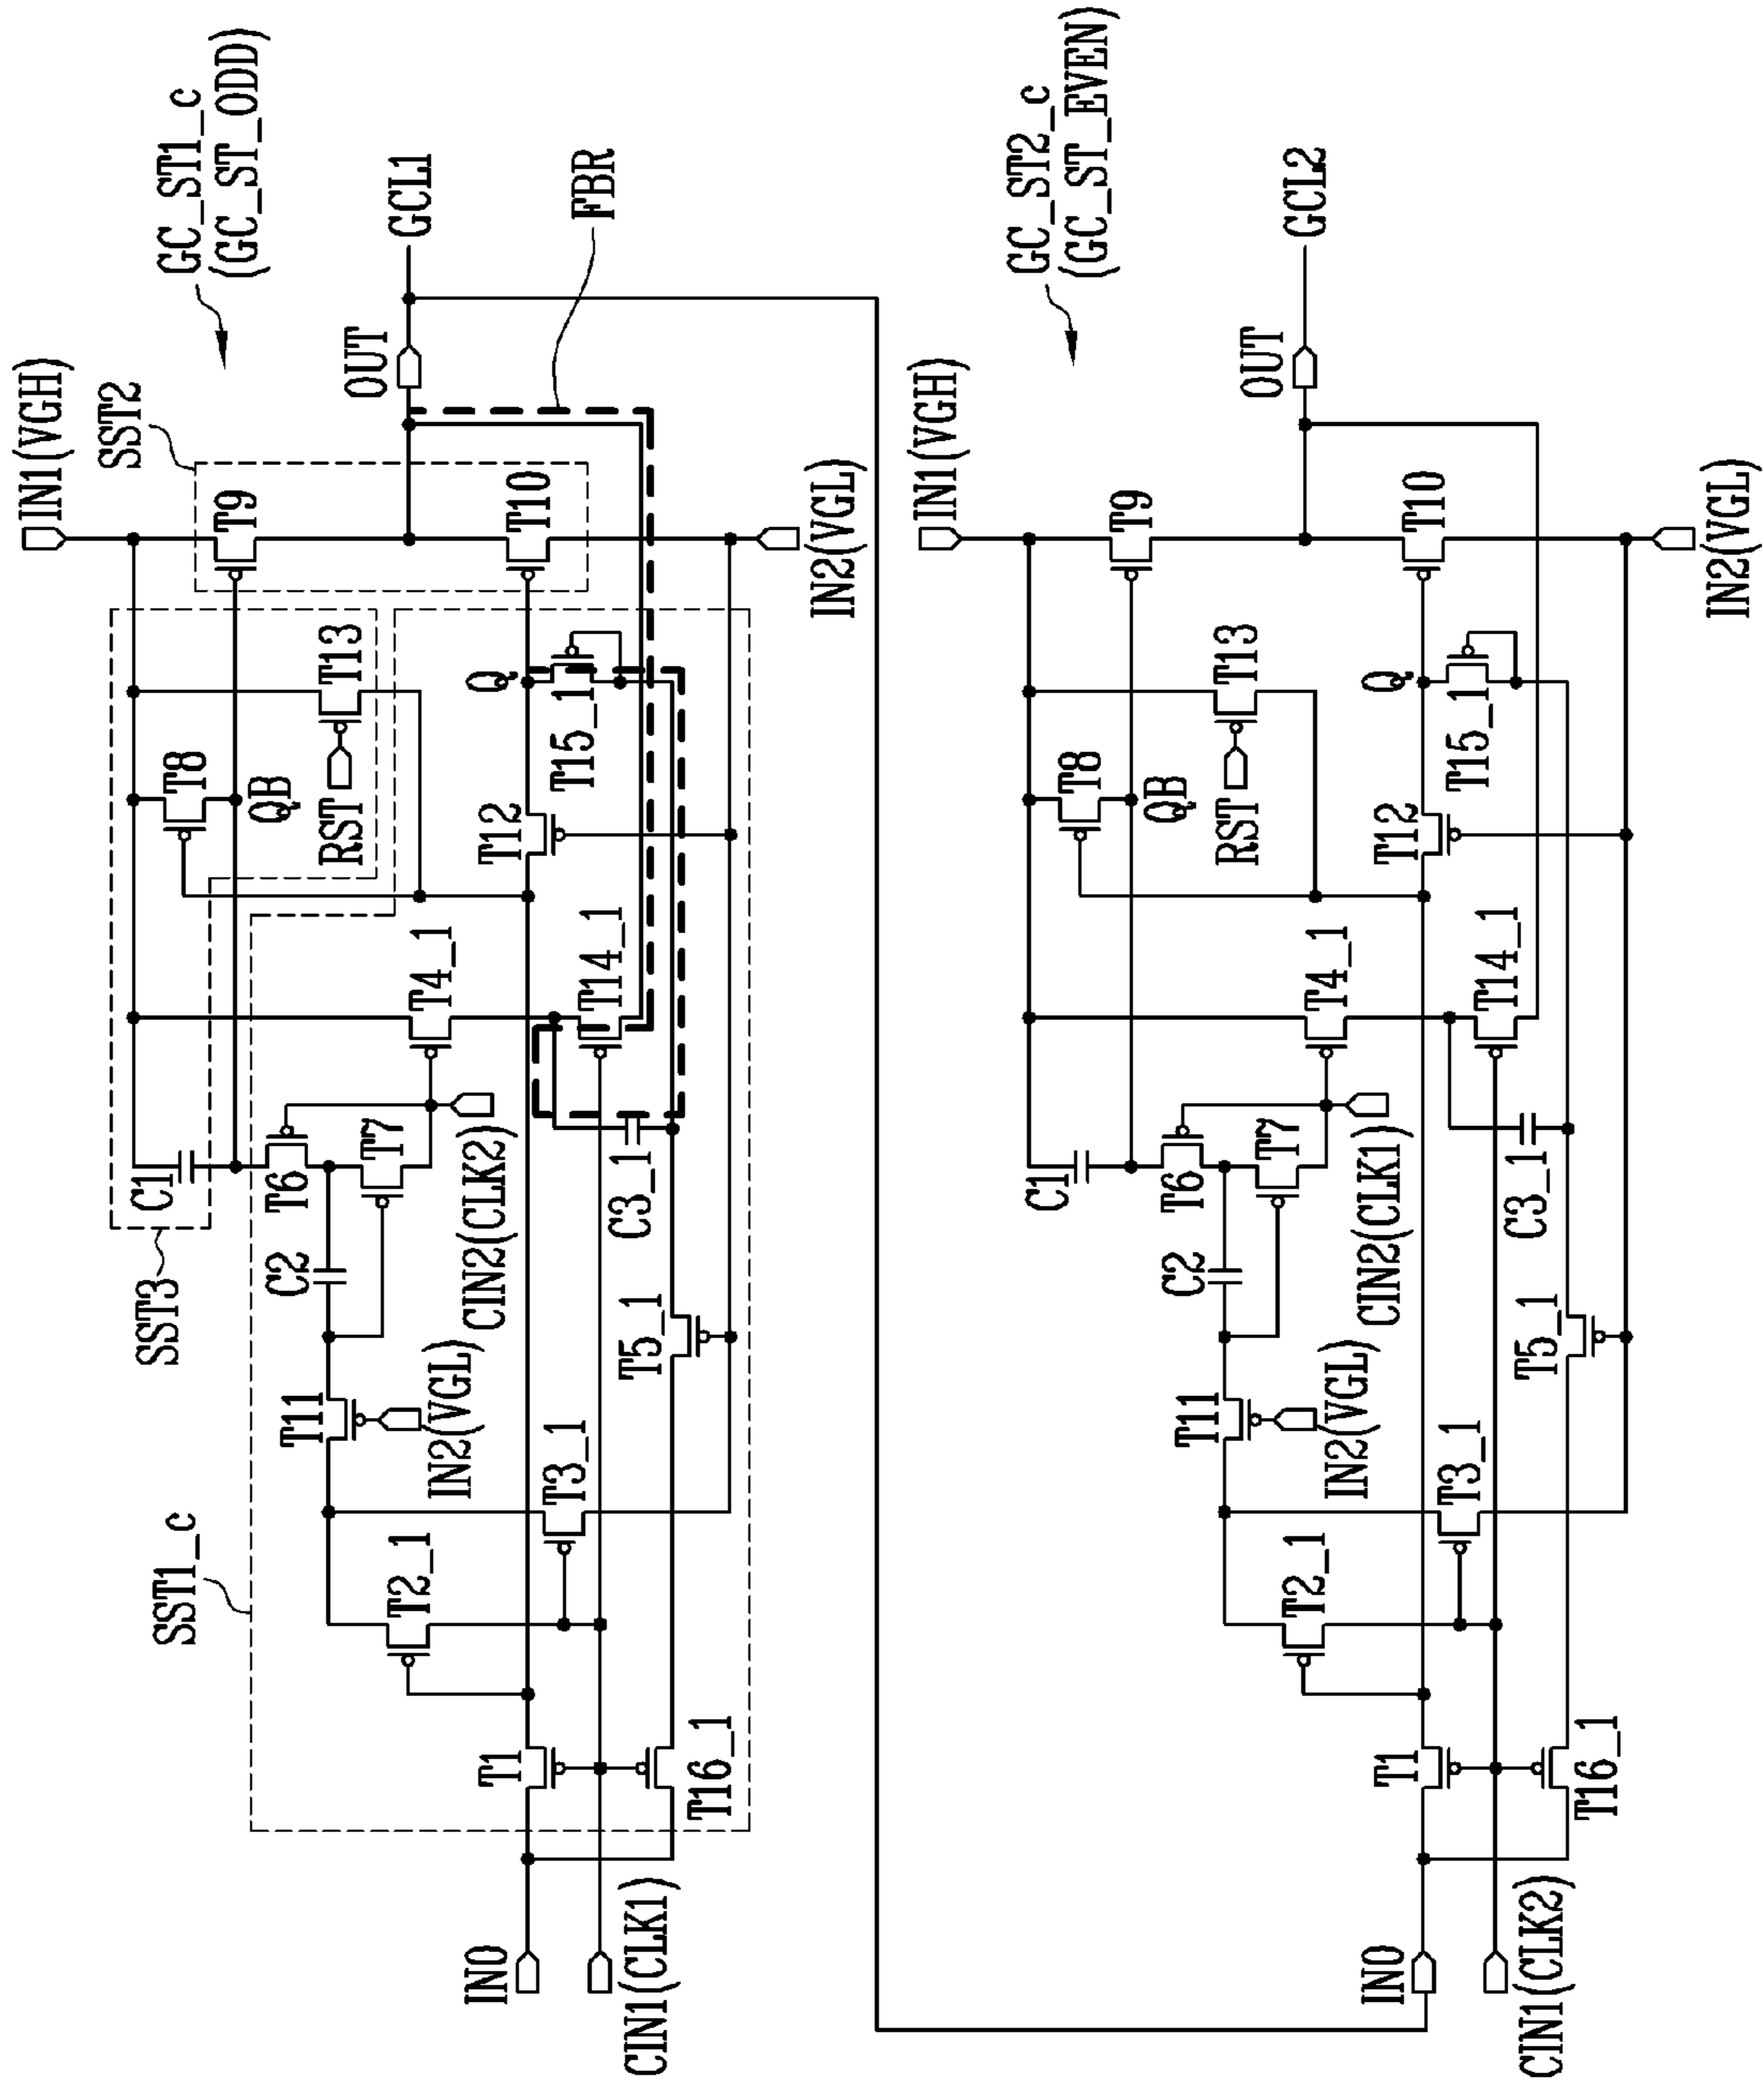 IN1(VGH)
SST2
GC_ST1_c
(GC_ST_ODD)
T9
OUT
GCL1
FBR
T10
IN2(VGL)
SST3
C1
T8
QB
T13
RST
T6
C2
T7
T4_1
CIN2(CLK2)
T12
Q
T15_1
T14_1
C3_1
T11
IN2(VGL)
T5_1
SST1_c
T2_1
T3_1
T1
T16_1
IN0
CIN1(CLK1)
IN1(VGH)
GC_ST2_c
(GC_ST_EVEN)
T9
OUT
GCL2
T10
IN2(VGL)
C1
T8
QB
T13
RST
T6
C2
T7
T4_1
CIN2(CLK1)
T12
Q
T15_1
T14_1
C3_1
T11
IN2(VGL)
T5_1
T2_1
T3_1
T1
T16_1
IN0
CIN1(CLK2)